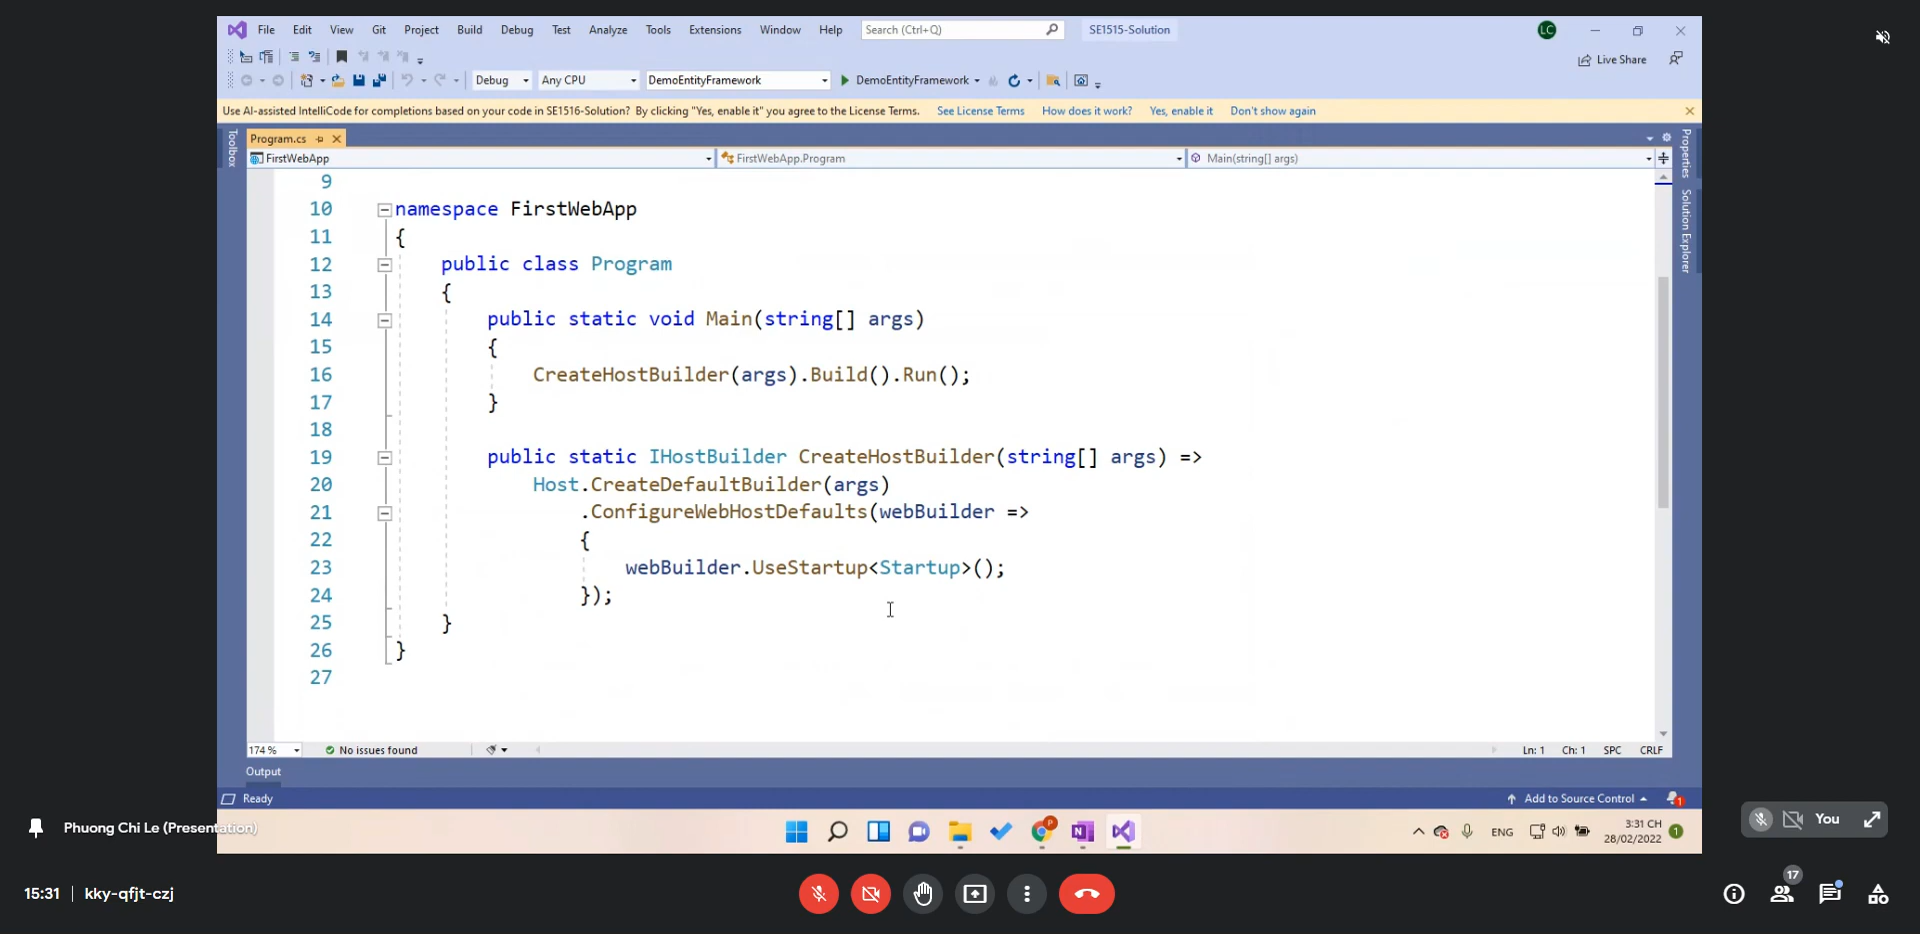 File Edit View Git Project Build Debug Test Analyze Tools Extensions Window Help Search (Ctrl+Q) SE1515-Solution LC
Live Share
Debug Any CPU DemoEntityFramework DemoEntityFramework
Use AI-assisted IntelliCode for completions based on your code in SE1516-Solution? By clicking "Yes, enable it" you agree to the License Terms. See License Terms How does it work? Yes, enable it Don't show again
Toolbox
Program.cs
FirstWebApp FirstWebApp.Program Main(string[] args)
Properties
Solution Explorer
9
10 namespace FirstWebApp
11 {
12 public class Program
13 {
14 public static void Main(string[] args)
15 {
16 CreateHostBuilder(args).Build().Run();
17 }
18
19 public static IHostBuilder CreateHostBuilder(string[] args) =>
20 Host.CreateDefaultBuilder(args)
21 .ConfigureWebHostDefaults(webBuilder =>
22 {
23 webBuilder.UseStartup<Startup>();
24 });
25 }
26 }
27
174 % No issues found Ln: 1 Ch: 1 SPC CRLF
Output
Ready Add to Source Control 1
Phuong Chi Le (Presentation)
P N ENG 3:31 CH 1
28/02/2022
You
15:31 | kky-qfjt-czj 17